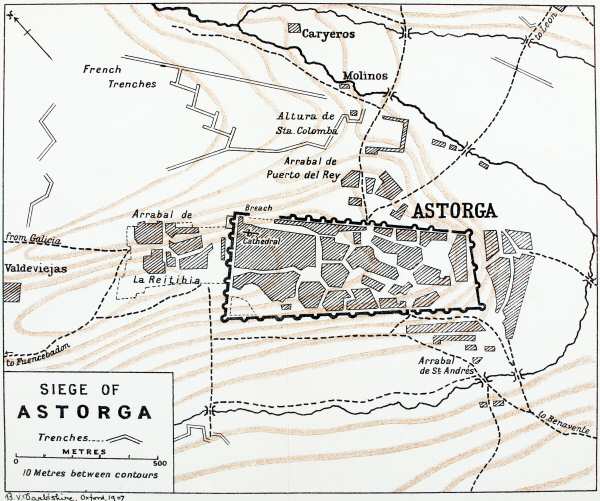 to Leon
Caryeros
French
Trenches
Molinos
Altura de
Sta. Colomba
Arrabal de
Puerto del Rey
Arrabal de
Breach
ASTORGA
Cathedral
from Galicia
Valdeviejas
La Reitibia
to Fuencebadon
Arrabal
de St Andres
to Benavente
SIEGE OF
ASTORGA
Trenches
METRES
0 500
10 Metres between contours
B.V. Darbishire, Oxford, 1907